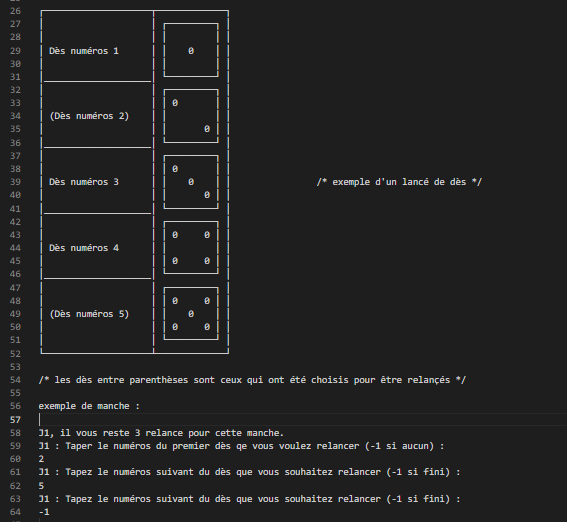 26
27
28
29 Dès numéros 1 0
30
31
32
33 0
34 (Dès numéros 2)
35 0
36
37
38 0
39 Dès numéros 3 0 /* exemple d'un lancé de dès */
40 0
41
42
43 0 0
44 Dès numéros 4
45 0 0
46
47
48 0 0
49 (Dès numéros 5) 0
50 0 0
51
52
53
54 /* les dès entre parenthèses sont ceux qui ont été choisis pour être relançés */
55
56 exemple de manche :
57
58 J1, il vous reste 3 relance pour cette manche.
59 J1 : Taper le numéros du premier dès qe vous voulez relancer (-1 si aucun) :
60 2
61 J1 : Tapez le numéros suivant du dès que vous souhaitez relancer (-1 si fini) :
62 5
63 J1 : Tapez le numéros suivant du dès que vous souhaitez relancer (-1 si fini) :
64 -1